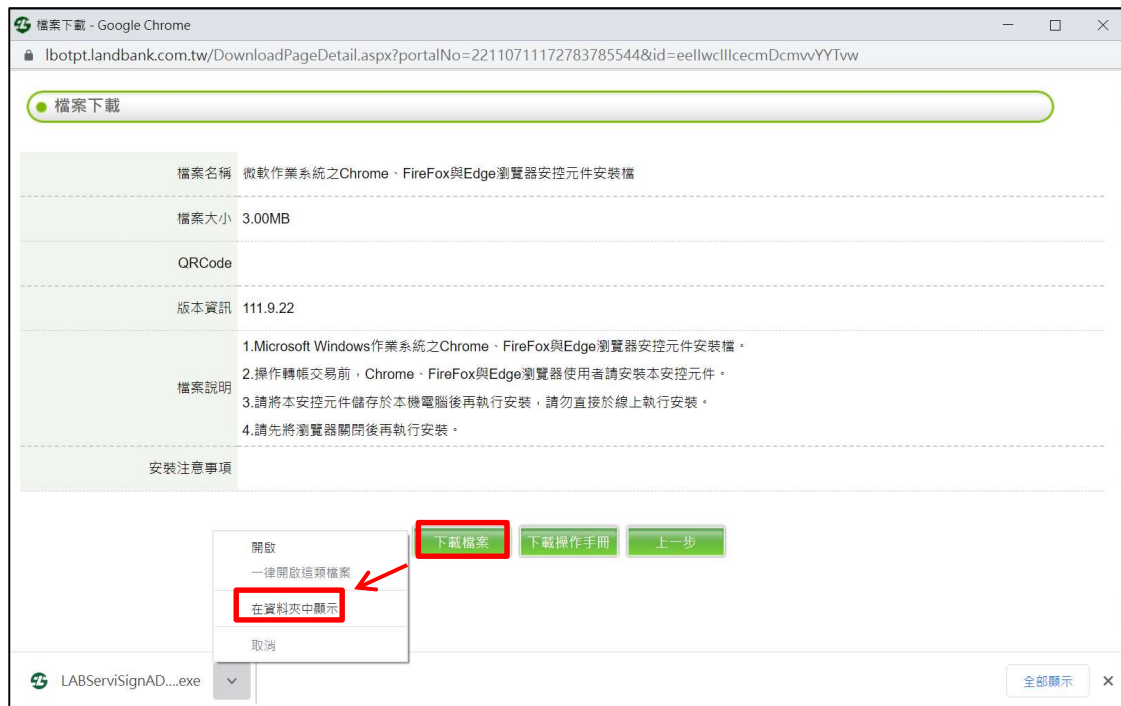 檔案下載 - Google Chrome
lbotpt.landbank.com.tw/DownloadPageDetail.aspx?portalNo=22110711172783785544&id=eellwclllcecmDcmvvYYTvw
檔案下載
檔案名稱 微軟作業系統之Chrome、FireFox與Edge瀏覽器安控元件安裝檔
檔案大小 3.00MB
QRCode
版本資訊 111.9.22
檔案說明
1.Microsoft Windows作業系統之Chrome、FireFox與Edge瀏覽器安控元件安裝檔。
2.操作轉帳交易前，Chrome、FireFox與Edge瀏覽器使用者請安裝本安控元件。
3.請將本安控元件儲存於本機電腦後再執行安裝，請勿直接於線上執行安裝。
4.請先將瀏覽器關閉後再執行安裝。
安裝注意事項
下載檔案 下載操作手冊 上一步
開啟
一律開啟這類檔案
在資料夾中顯示
取消
LABServiSignAD....exe 全部顯示